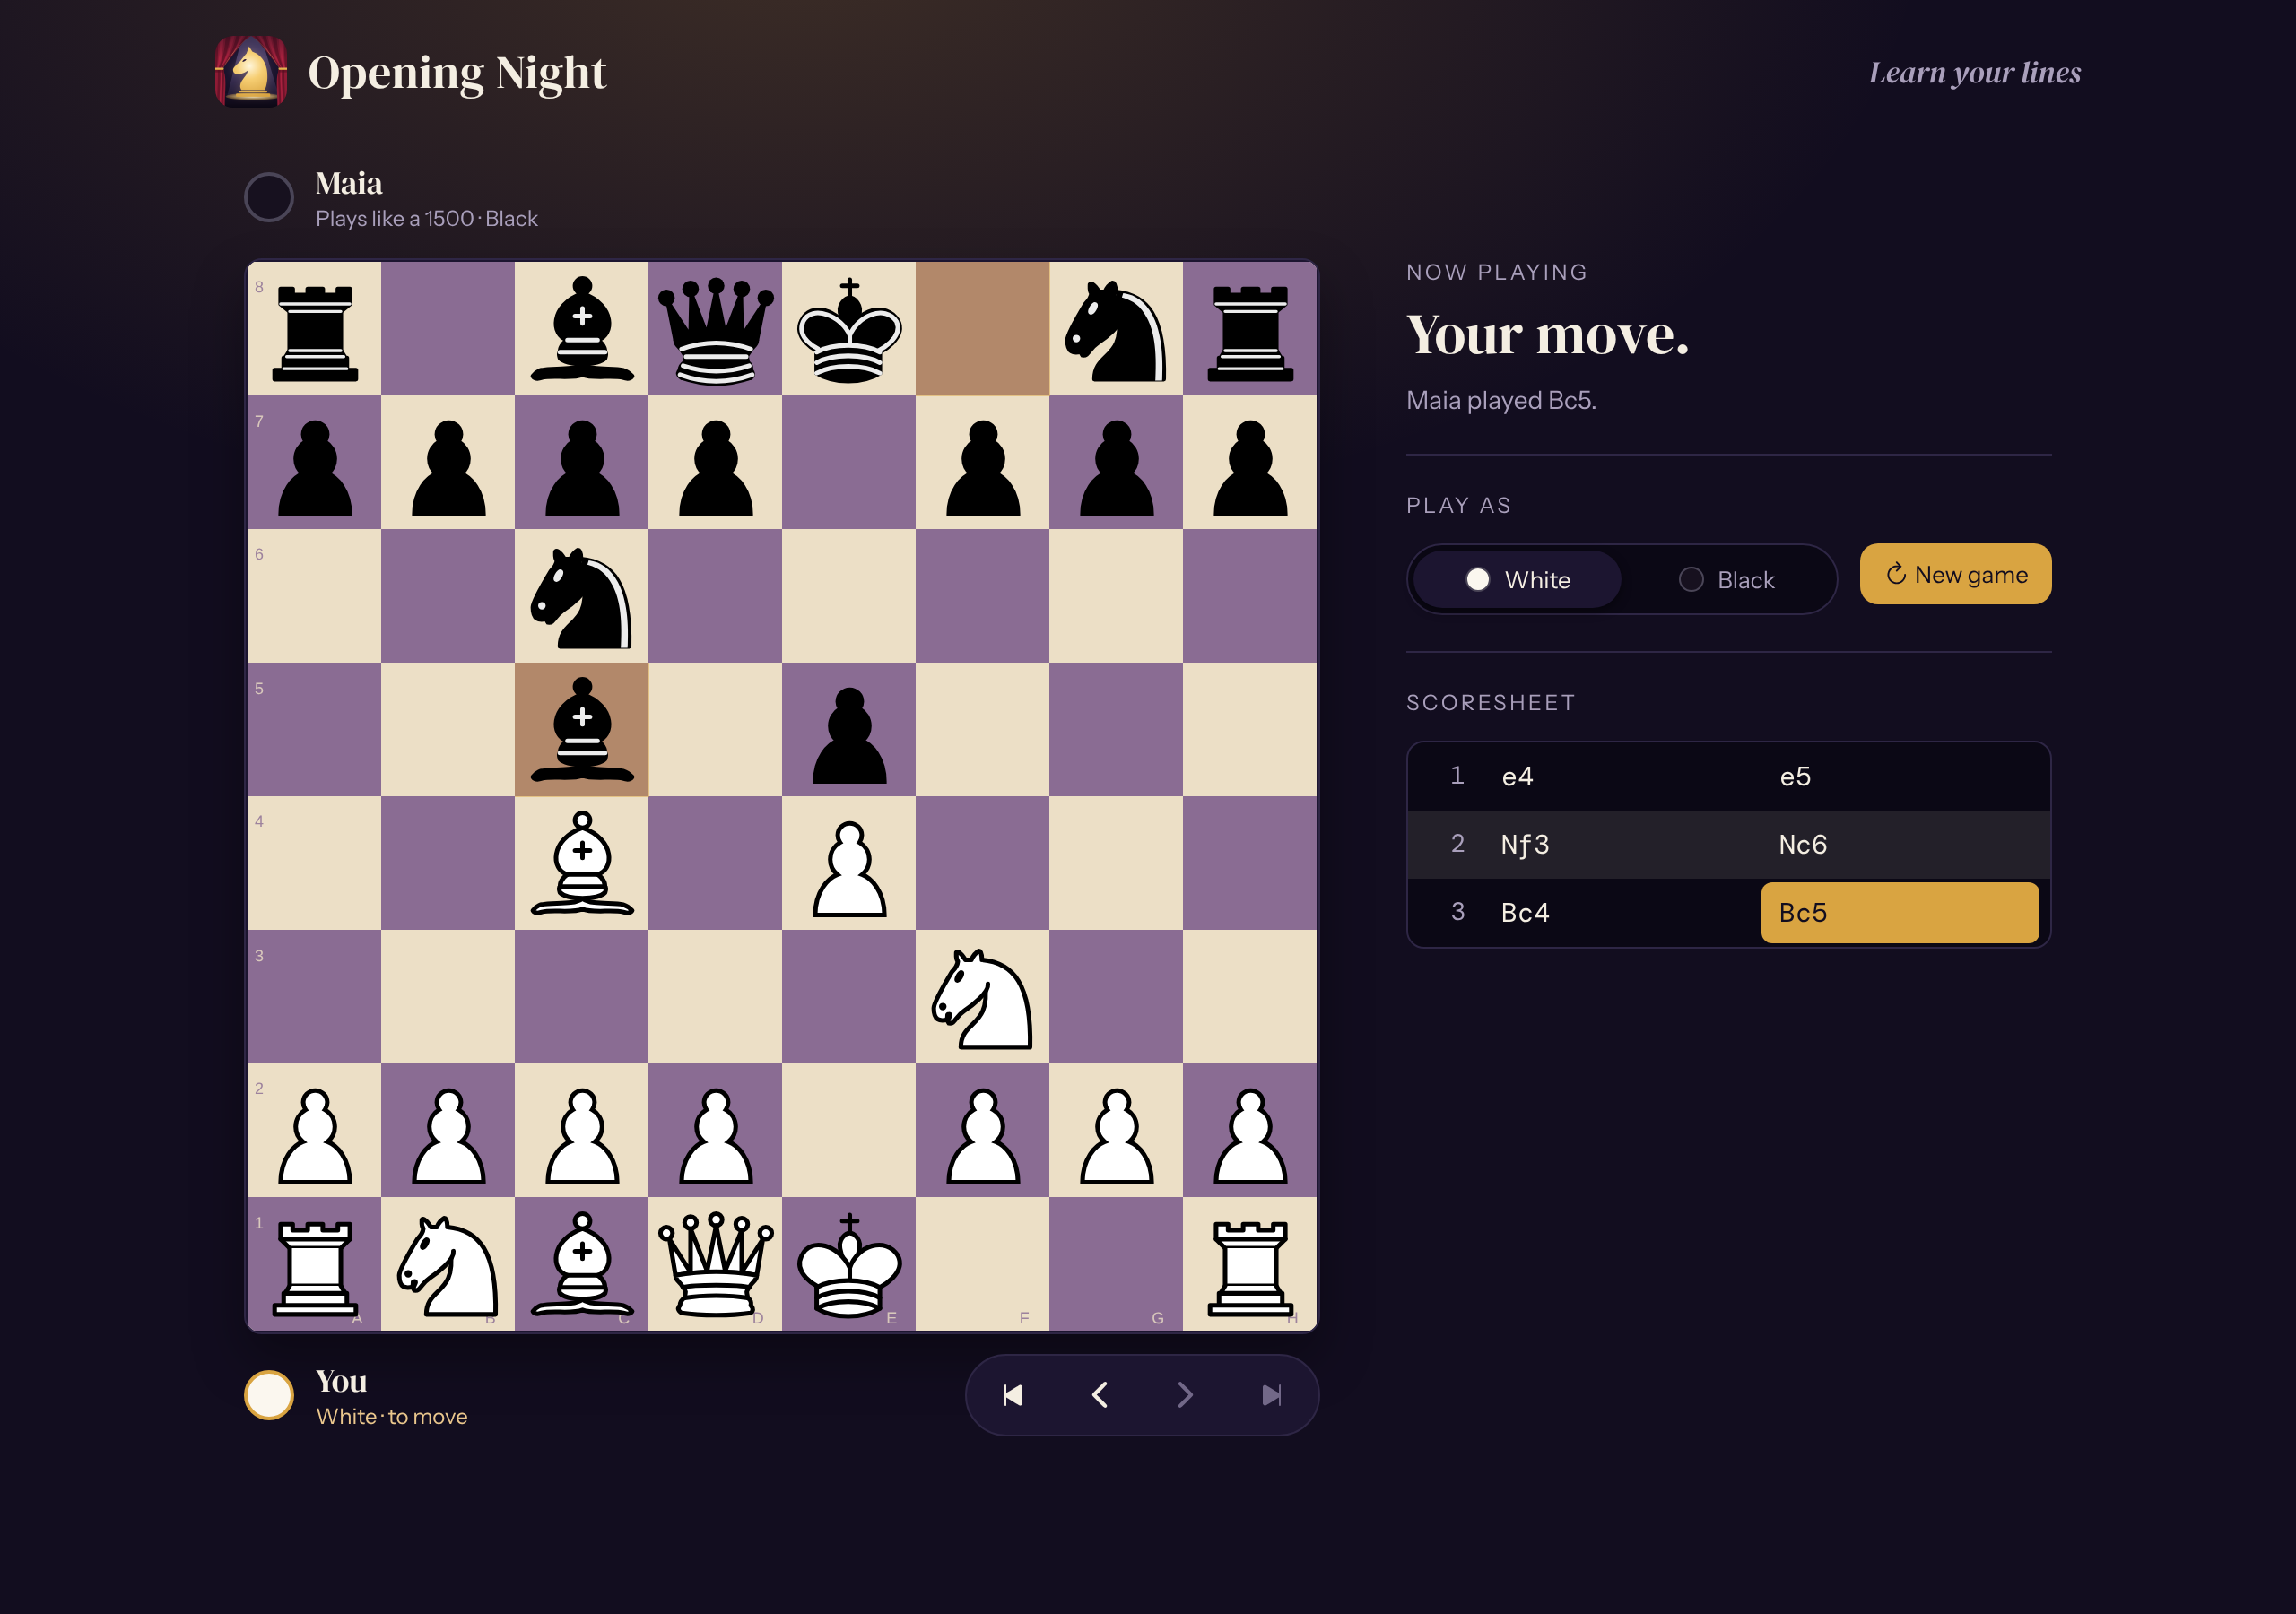 Opening Night
Learn your lines
Maia
Plays like a 1500 · Black
NOW PLAYING
Your move.
Maia played Bc5.
PLAY AS
White
Black
New game
SCORESHEET
1 e4 e5
2 Nf3 Nc6
3 Bc4 Bc5
8
7
6
5
4
3
2
1
A B C D E F G H
You
White · to move